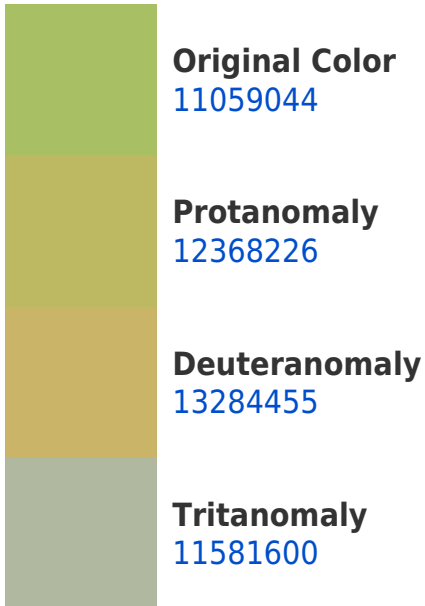 Original Color
11059044
Protanomaly
12368226
Deuteranomaly
13284455
Tritanomaly
11581600